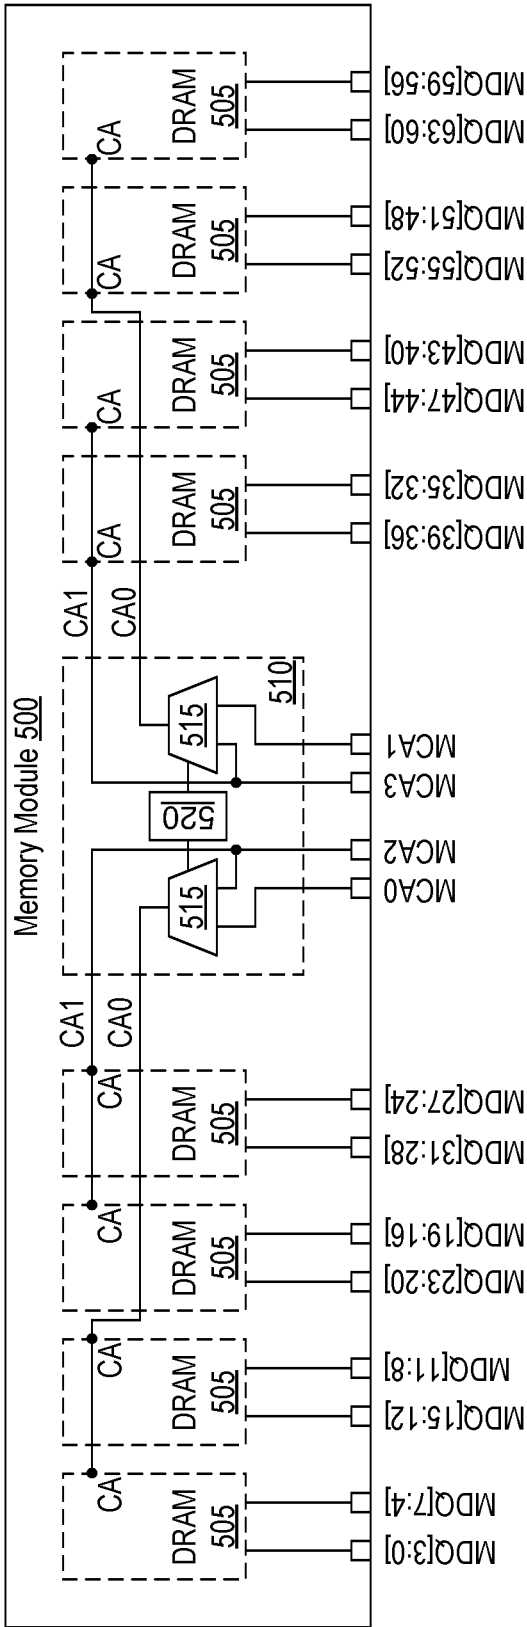 Memory Module 500
CA1
CA1
CA
CA
CA
CA
CA0
CA0
CA
CA
CA
CA
DRAM
505
DRAM
505
DRAM
505
DRAM
505
515
520
515
510
DRAM
505
DRAM
505
DRAM
505
DRAM
505
MDQ[3:0]
MDQ[7:4]
MDQ[15:12]
MDQ[11:8]
MDQ[23:20]
MDQ[19:16]
MDQ[31:28]
MDQ[27:24]
MCA0
MCA2
MCA3
MCA1
MDQ[39:36]
MDQ[35:32]
MDQ[47:44]
MDQ[43:40]
MDQ[55:52]
MDQ[51:48]
MDQ[63:60]
MDQ[59:56]